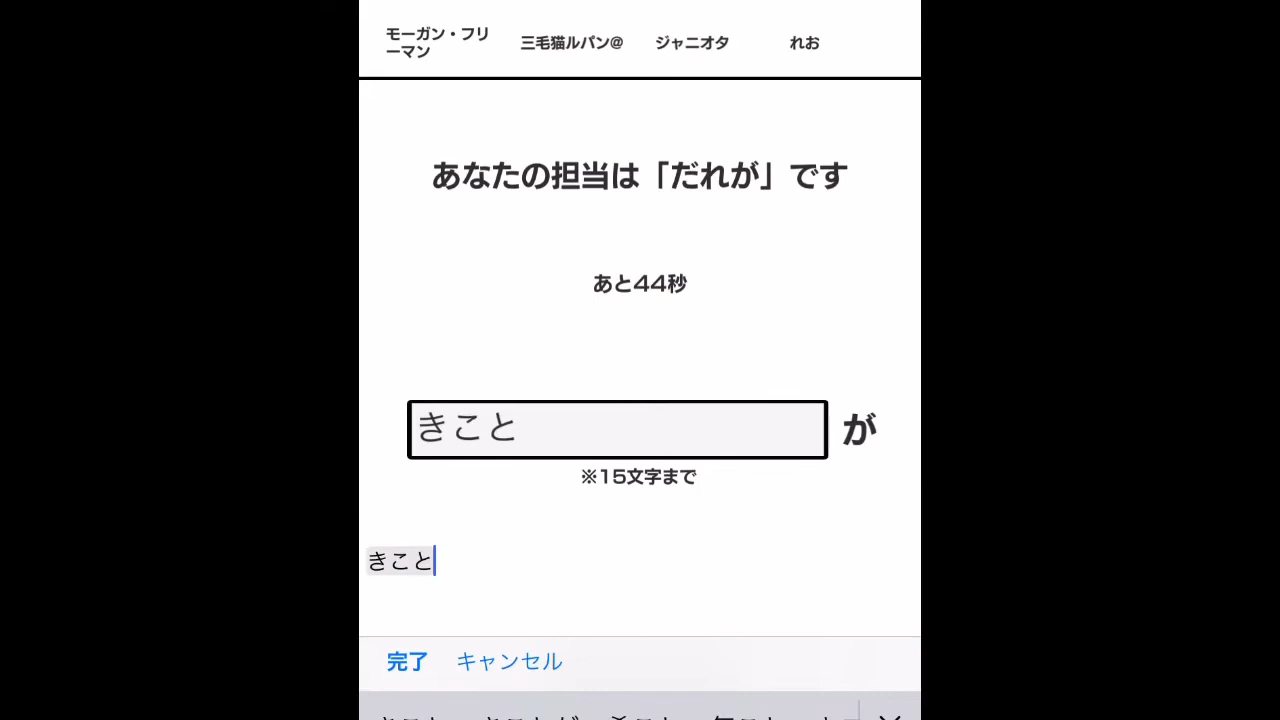 モーガン・フリ
ーマン
三毛猫ルパン@
ジャニオタ
れお
あなたの担当は「だれが」です
あと44秒
きこと
が
※15文字まで
きこと
完了
キャンセル